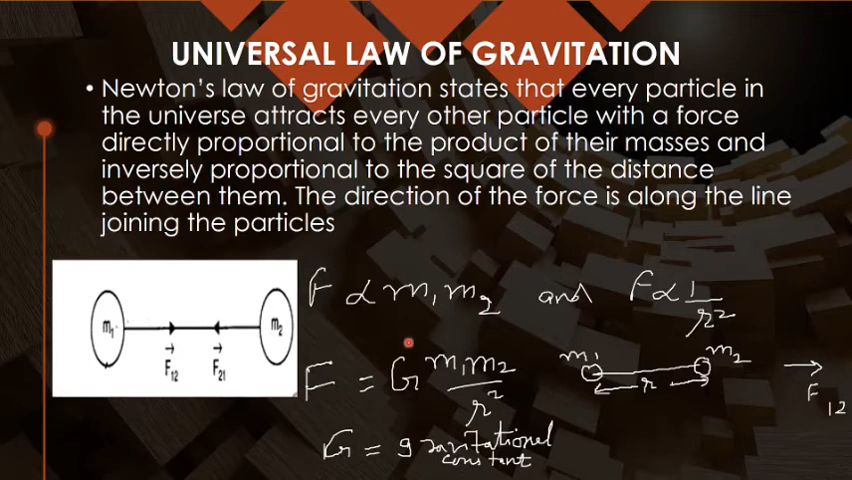 UNIVERSAL LAW OF GRAVITATION
• Newton's law of gravitation states that every particle in
the universe attracts every other particle with a force
directly proportional to the product of their masses and
inversely proportional to the square of the distance
between them. The direction of the force is along the line
joining the particles
F ∝ m₁m₂ and F ∝ 1/r²
m₁ m₂
F⃗₁₂ F⃗₂₁
F = G m₁m₂/r²
m₁ m₂
r
→
F₁₂
G = gravitational
constant